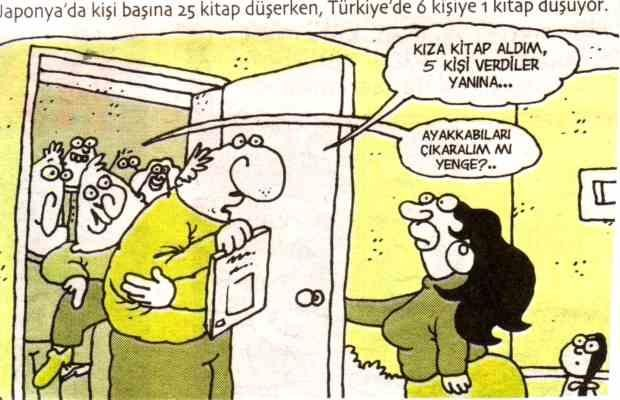 Japonya'da kişi başına 25 kitap düşerken, Türkiye'de 6 kişiye 1 kitap düşüyor.
KIZA KİTAP ALDIM,
5 KİŞİ VERDİLER
YANINA...
AYAKKABILARI
ÇIKARALIM MI
YENGE?..